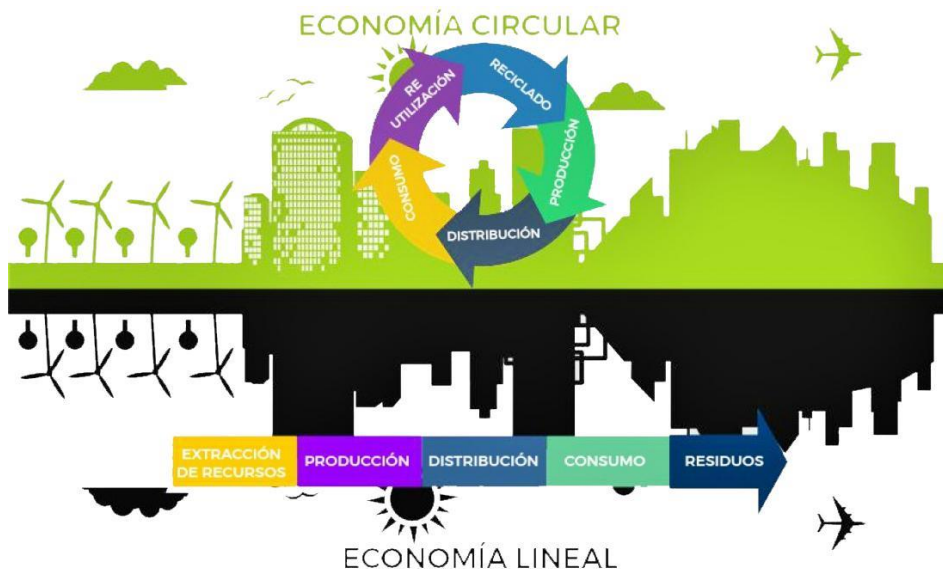 ECONOMÍA CIRCULAR
RE
UTILIZACIÓN
RECICLADO
PRODUCCIÓN
DISTRIBUCIÓN
CONSUMO
EXTRACCIÓN
DE RECURSOS
PRODUCCIÓN
DISTRIBUCIÓN
CONSUMO
RESIDUOS
ECONOMÍA LINEAL